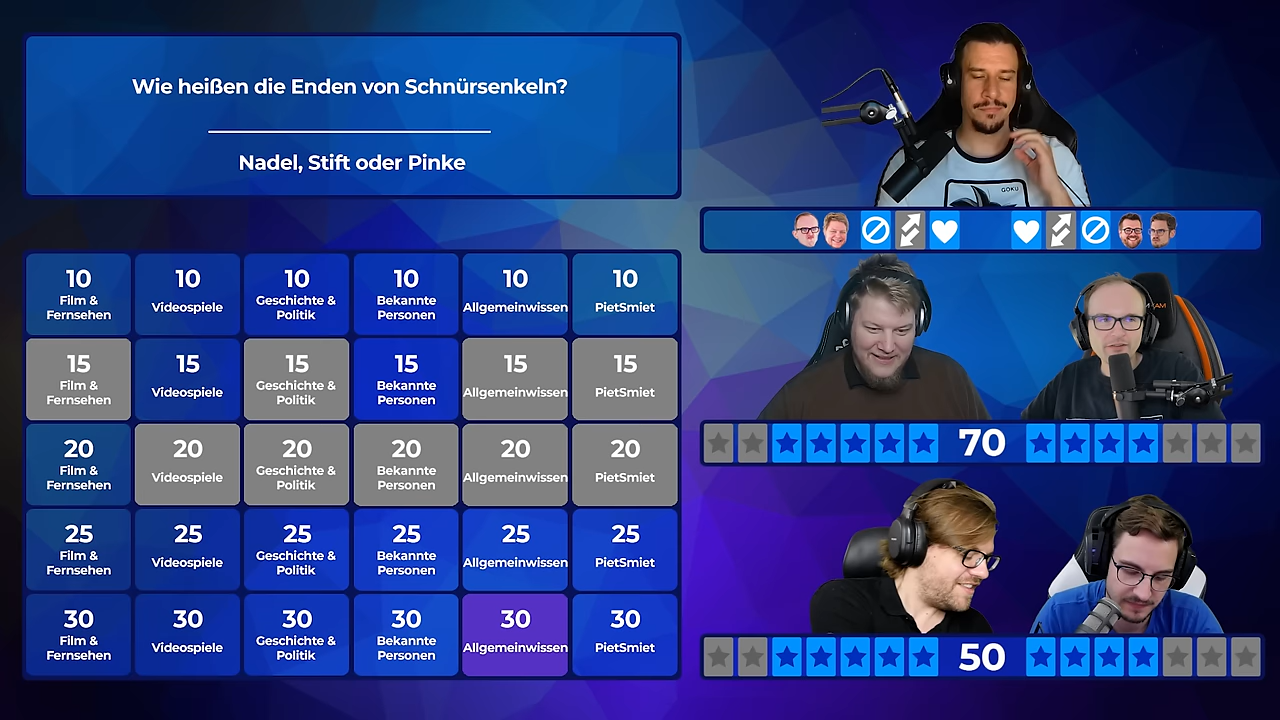 Wie heißen die Enden von Schnürsenkeln?
Nadel, Stift oder Pinke
10
Film &
Fernsehen
10
Videospiele
10
Geschichte &
Politik
10
Bekannte
Personen
10
Allgemeinwissen
10
PietSmiet
15
Film &
Fernsehen
15
Videospiele
15
Geschichte &
Politik
15
Bekannte
Personen
15
Allgemeinwissen
15
PietSmiet
20
Film &
Fernsehen
20
Videospiele
20
Geschichte &
Politik
20
Bekannte
Personen
20
Allgemeinwissen
20
PietSmiet
25
Film &
Fernsehen
25
Videospiele
25
Geschichte &
Politik
25
Bekannte
Personen
25
Allgemeinwissen
25
PietSmiet
30
Film &
Fernsehen
30
Videospiele
30
Geschichte &
Politik
30
Bekannte
Personen
30
Allgemeinwissen
30
PietSmiet
GOKU
70
50